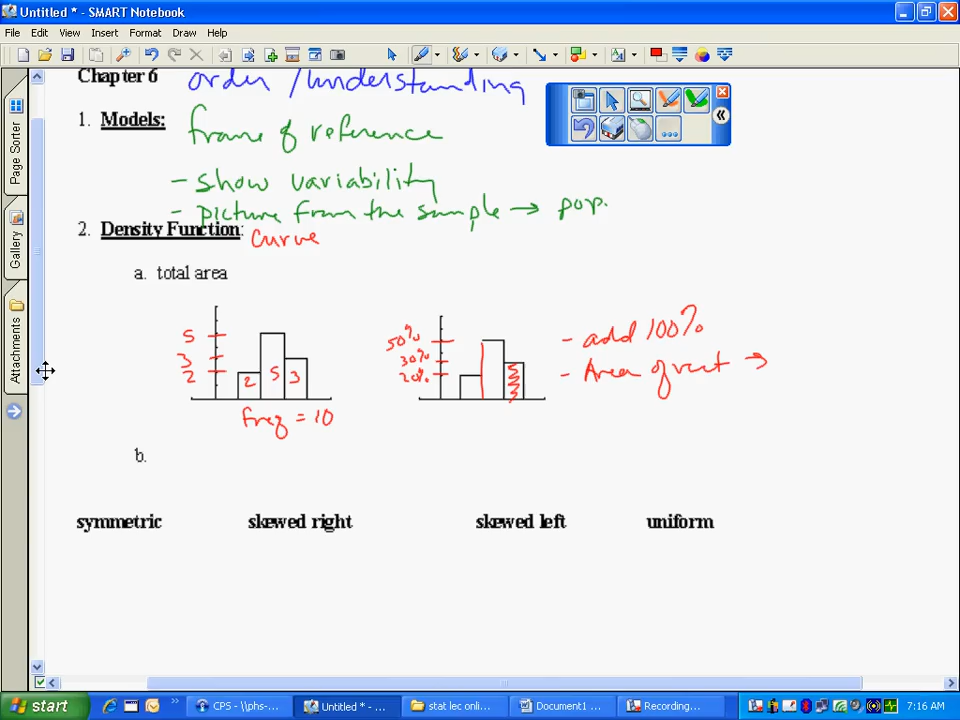 Untitled * - SMART Notebook
File Edit View Insert Format Draw Help
Page Sorter
Gallery
Attachments
Chapter 6 order / understanding
1. Models: frame of reference
- show variability
- picture from the sample → pop.
2. Density Function: Curve
a. total area
5
3
2
2 5 3
freq = 10
50%
30%
20%
- add 100%
- Area of rect →
b.
symmetric skewed right skewed left uniform
start
CPS - \\phs-...
Untitled * - ...
stat lec onli...
Document1 ...
Recording...
7:16 AM